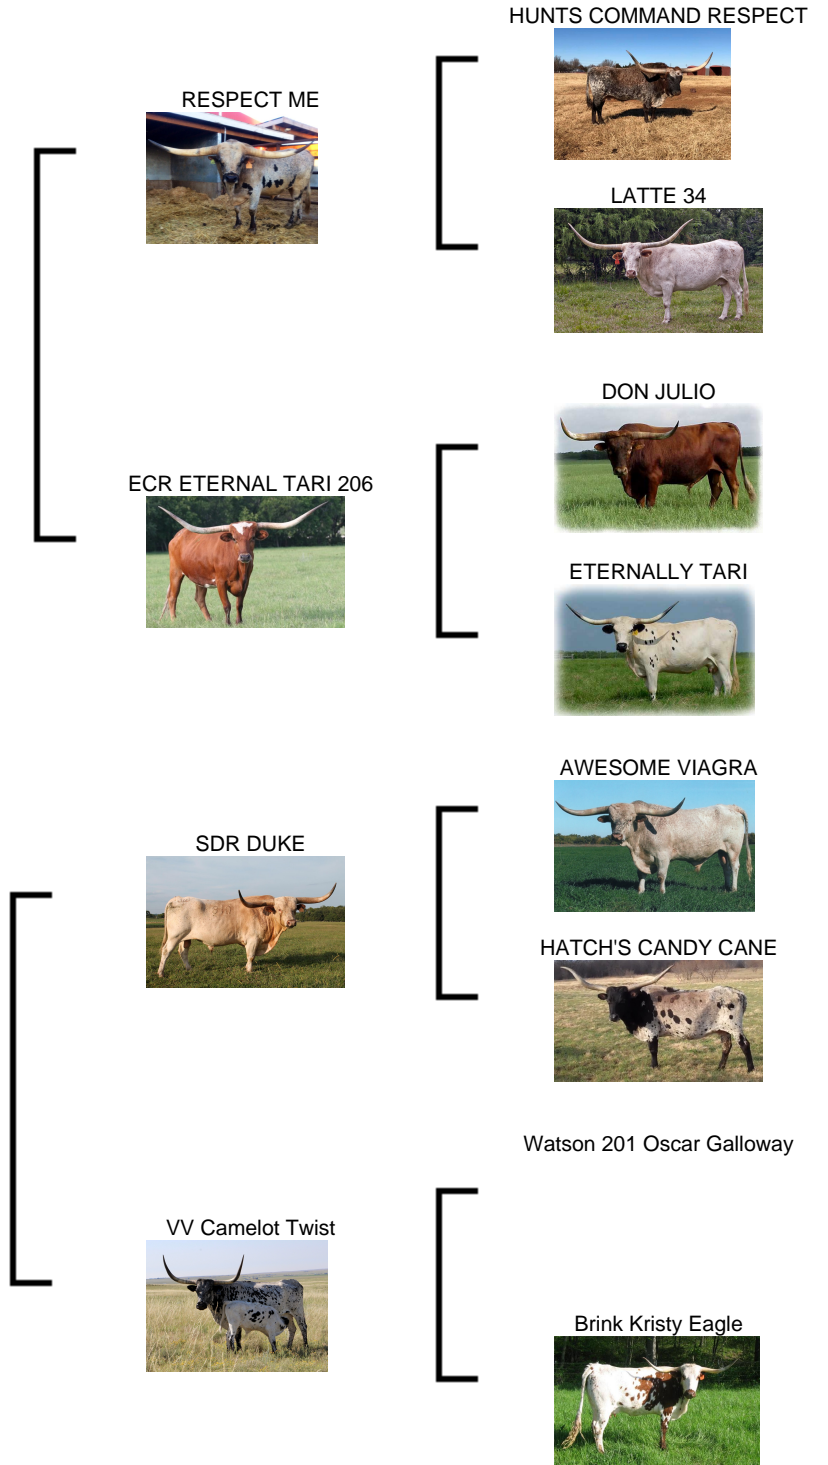 HUNTS COMMAND RESPECT
RESPECT ME
LATTE 34
DON JULIO
ECR ETERNAL TARI 206
ETERNALLY TARI
AWESOME VIAGRA
SDR DUKE
HATCH'S CANDY CANE
Watson 201 Oscar Galloway
VV Camelot Twist
Brink Kristy Eagle